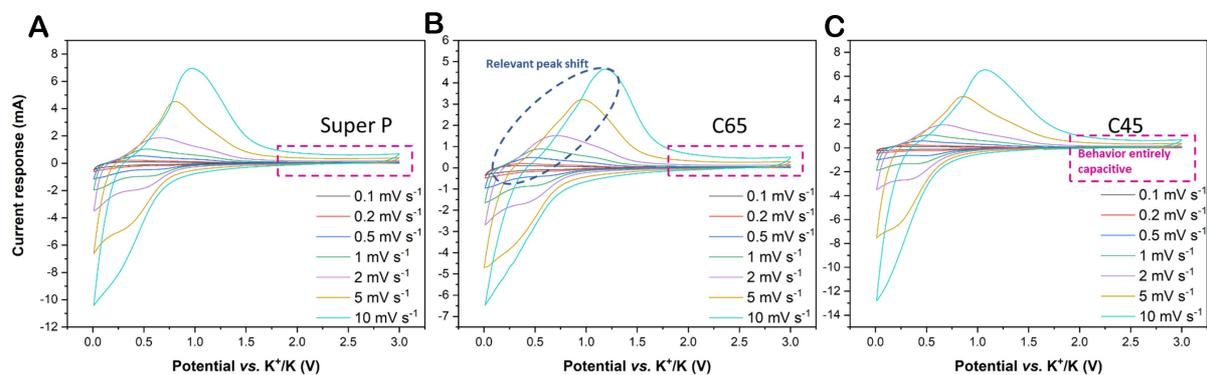 A
Current response (mA)
8
6
4
2
0
-2
-4
-6
-8
-10
-12
Super P
0.1 mV s⁻¹
0.2 mV s⁻¹
0.5 mV s⁻¹
1 mV s⁻¹
2 mV s⁻¹
5 mV s⁻¹
10 mV s⁻¹
0.0 0.5 1.0 1.5 2.0 2.5 3.0
Potential vs. K⁺/K (V)
B
6
5
4
3
2
1
0
-1
-2
-3
-4
-5
-6
-7
Relevant peak shift
C65
0.1 mV s⁻¹
0.2 mV s⁻¹
0.5 mV s⁻¹
1 mV s⁻¹
2 mV s⁻¹
5 mV s⁻¹
10 mV s⁻¹
0.0 0.5 1.0 1.5 2.0 2.5 3.0
Potential vs. K⁺/K (V)
C
8
6
4
2
0
-2
-4
-6
-8
-10
-12
-14
C45
Behavior entirely
capacitive
0.1 mV s⁻¹
0.2 mV s⁻¹
0.5 mV s⁻¹
1 mV s⁻¹
2 mV s⁻¹
5 mV s⁻¹
10 mV s⁻¹
0.0 0.5 1.0 1.5 2.0 2.5 3.0
Potential vs. K⁺/K (V)